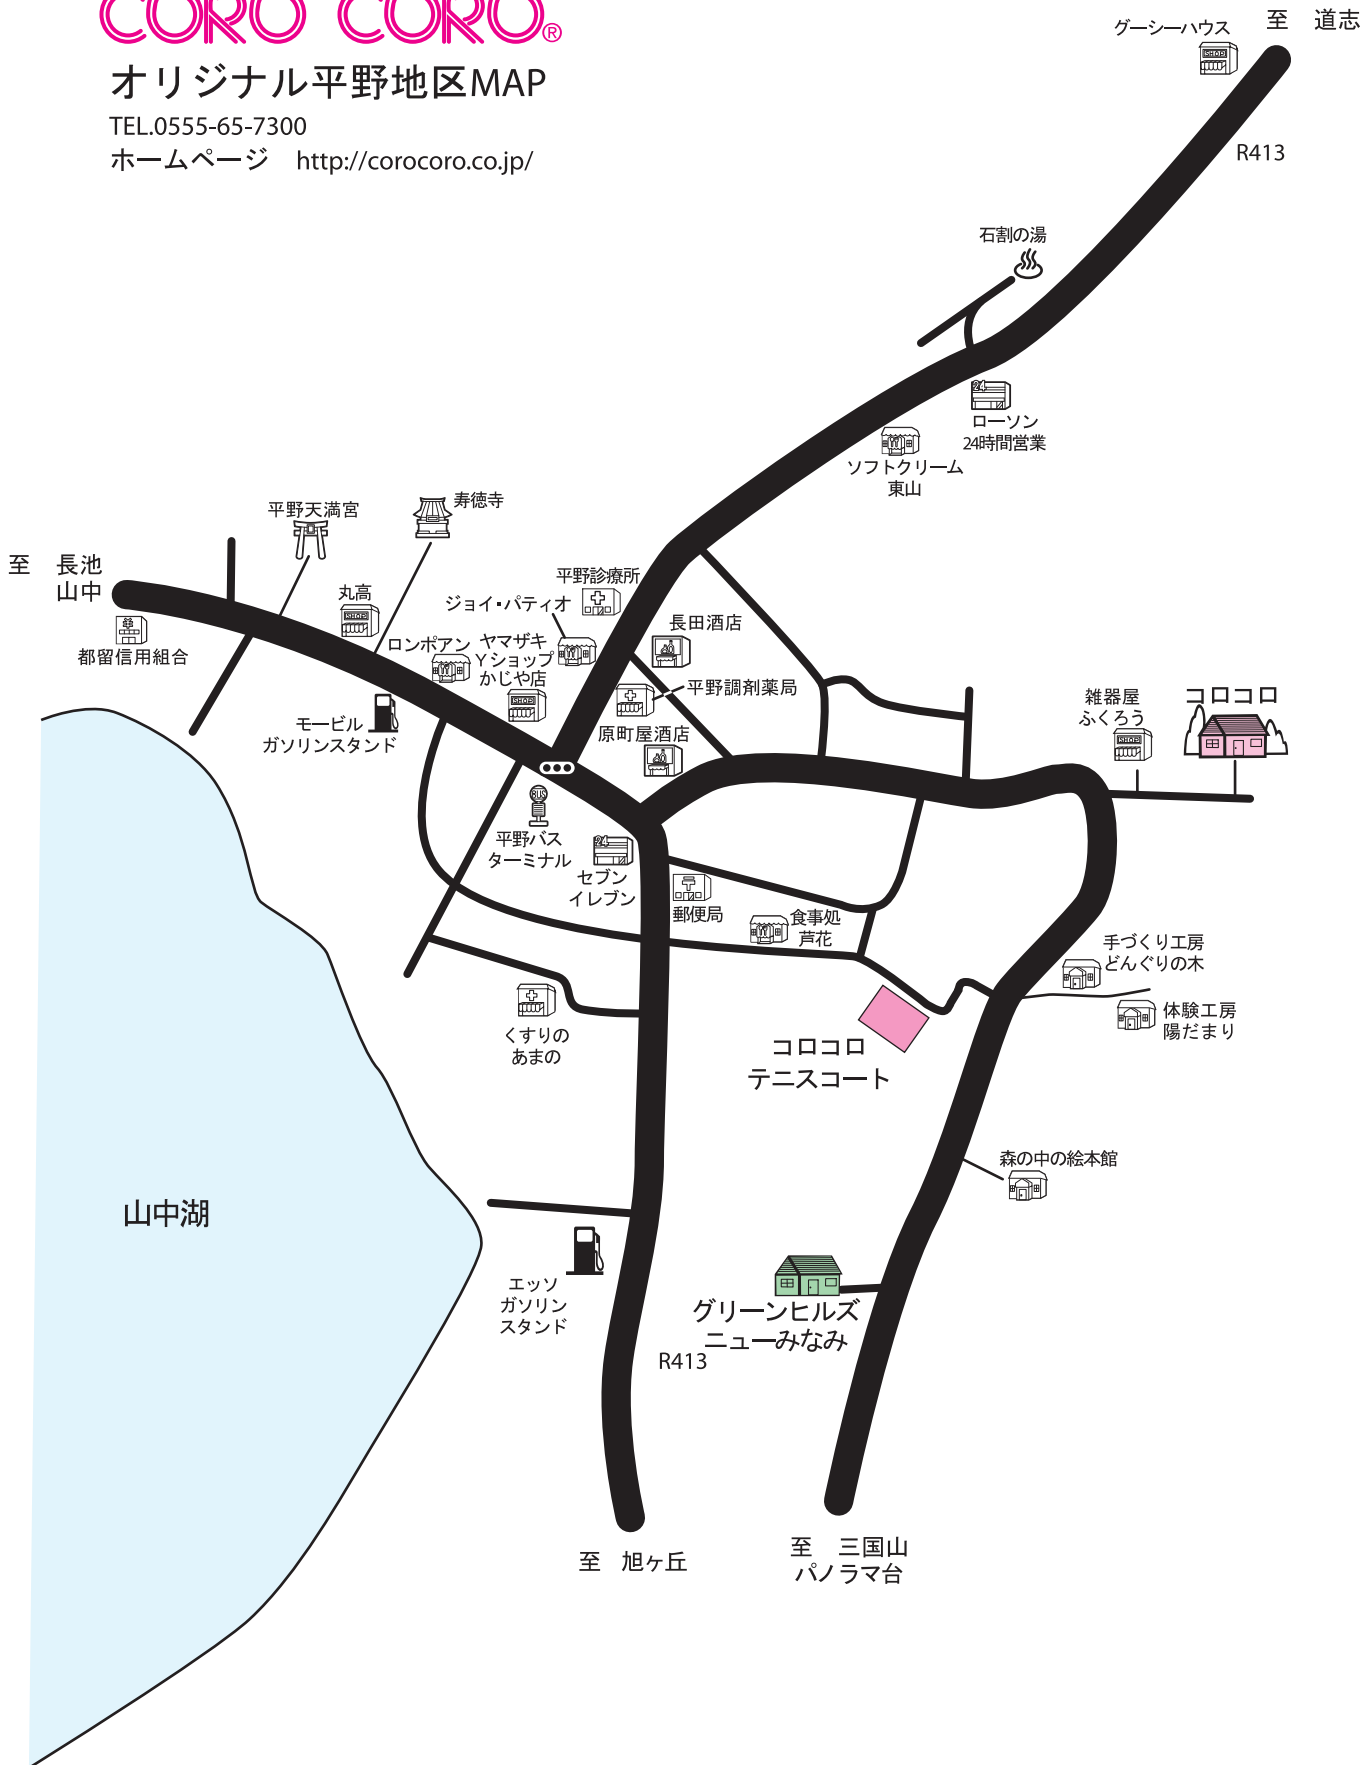 CORO CORO®
オリジナル平野地区MAP
TEL.0555-65-7300
ホームページ　http://corocoro.co.jp/
グーシーハウス
SHOP
至　道志
R413
石割の湯
24
ローソン
24時間営業
ソフトクリーム
東山
平野天満宮
寿徳寺
至　長池
山中
都留信用組合
丸高
SHOP
ロンポアン
ジョイ・パティオ
平野診療所
ヤマザキ
Yショップ
かじや店
SHOP
長田酒店
平野調剤薬局
原町屋酒店
モービル
ガソリンスタンド
BUS
平野バス
ターミナル
24
セブン
イレブン
〒
郵便局
食事処
芦花
雑器屋
ふくろう
SHOP
コロコロ
手づくり工房
どんぐりの木
体験工房
陽だまり
くすりの
あまの
コロコロ
テニスコート
森の中の絵本館
山中湖
エッソ
ガソリン
スタンド
グリーンヒルズ
ニューみなみ
R413
至　旭ヶ丘
至　三国山
パノラマ台